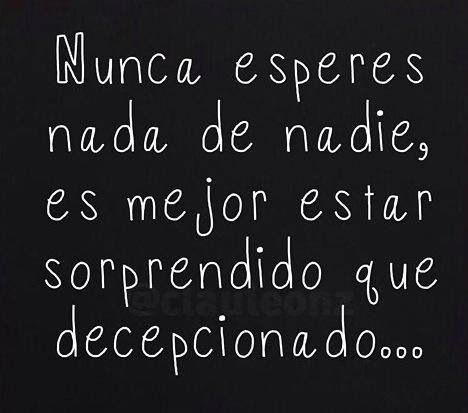 Nunca esperes
nada de nadie,
es mejor estar
sorprendido que
decepcionado...